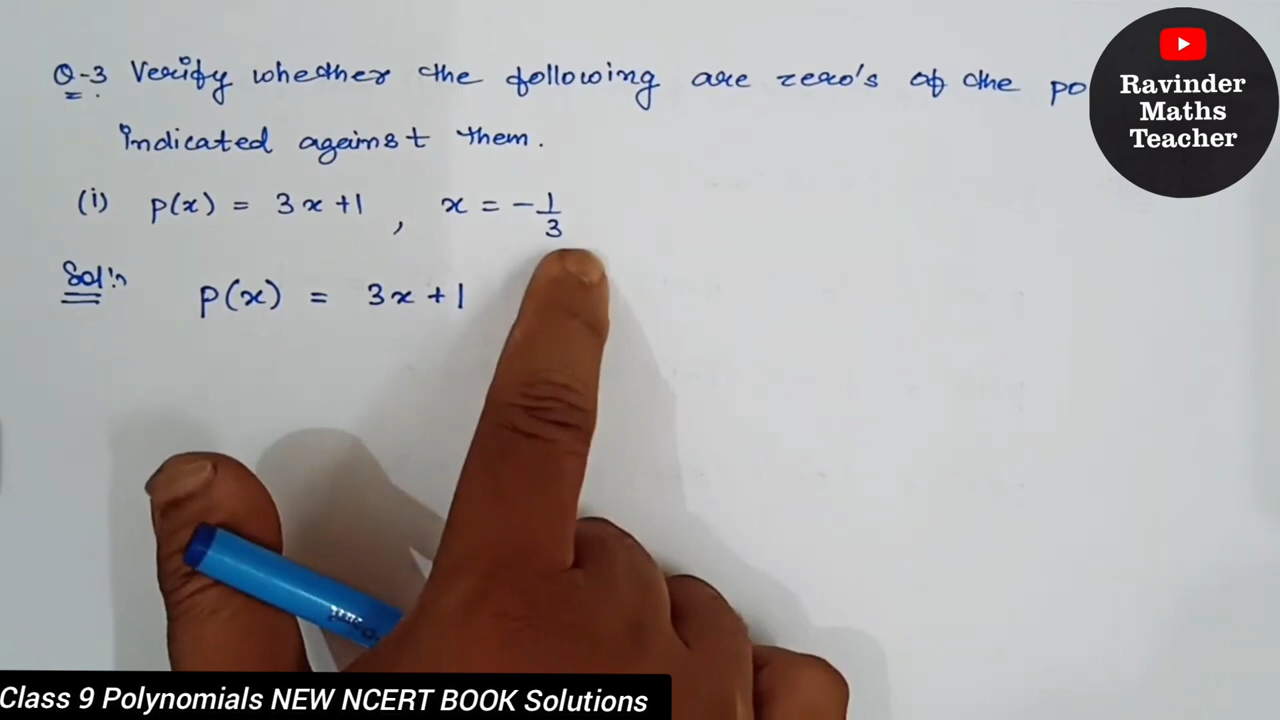 Q-3 Verify whether the following are zero's of the po
indicated against them.
(i) p(x) = 3x+1 , x = -1/3
Sol:n p(x) = 3x+1
Ravinder
Maths
Teacher
Class 9 Polynomials NEW NCERT BOOK Solutions